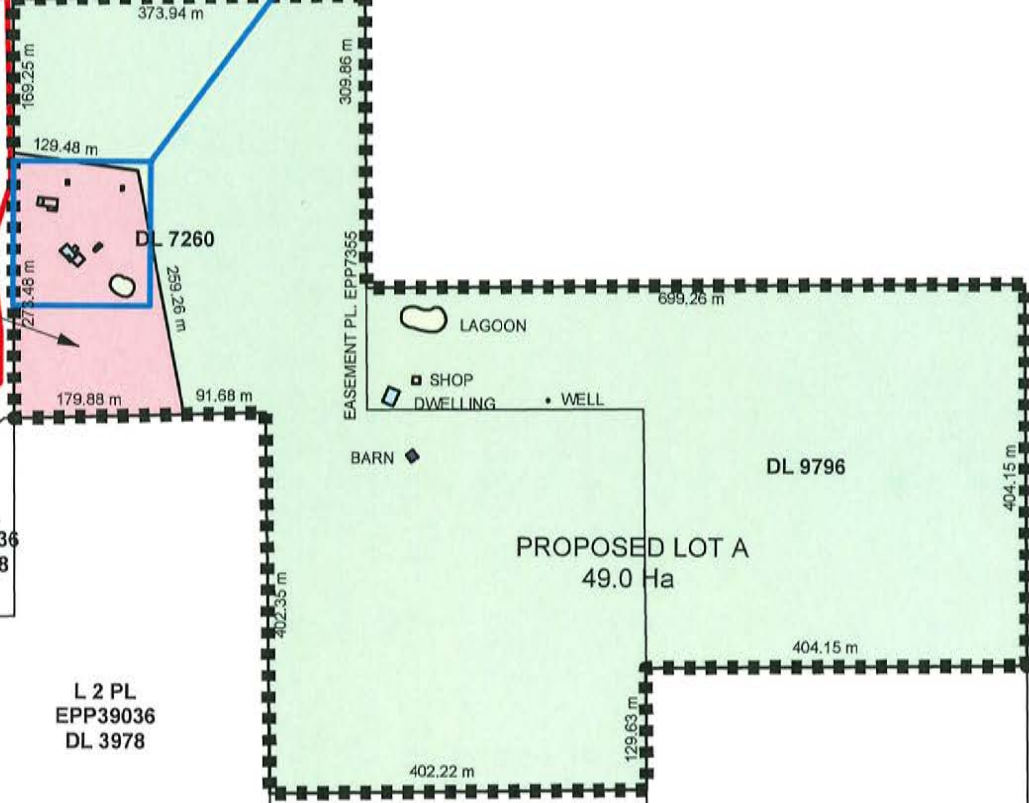 373.94 m
169.25 m
309.86 m
129.48 m
DL 7260
273.48 m
259.26 m
EASEMENT PL. EPP7355
699.26 m
LAGOON
SHOP
DWELLING
WELL
179.88 m
91.68 m
BARN
DL 9796
404.15 m
36
8
PROPOSED LOT A
49.0 Ha
402.35 m
404.15 m
L 2 PL
EPP39036
DL 3978
129.63 m
402.22 m